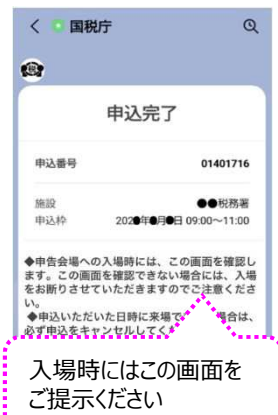 国税庁
税
申込完了
申込番号 01401716
施設 ●●税務署
申込枠 202●年●月●日 09:00~11:00
◆申告会場への入場時には、この画面を確認し
ます。この画面を確認できない場合には、入場
をお断りさせていただきますのでご注意くださ
い。
◆申込いただいた日時に来場で 場合は、
必ず申込をキャンセルしてく
入場時にはこの画面を
ご提示ください